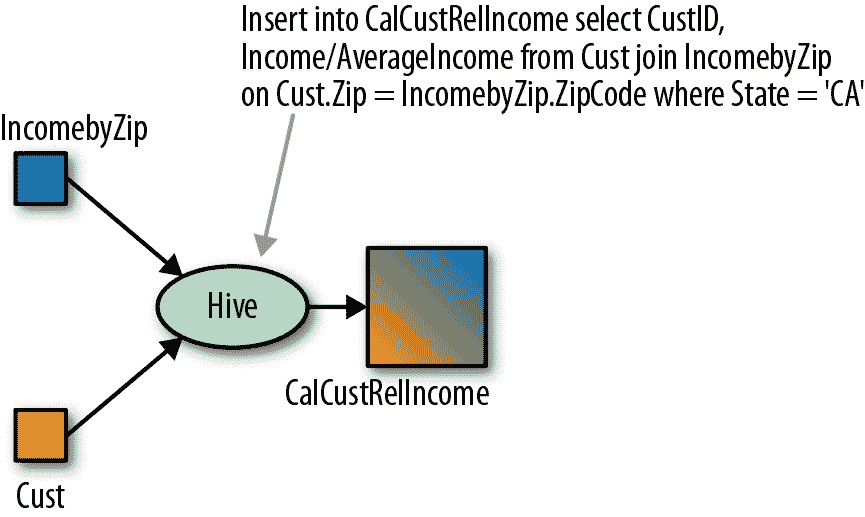 Insert into CalCustRelIncome select CustID,
Income/AverageIncome from Cust join IncomebyZip
on Cust.Zip = IncomebyZip.ZipCode where State = 'CA'
IncomebyZip
Hive
CalCustRelIncome
Cust